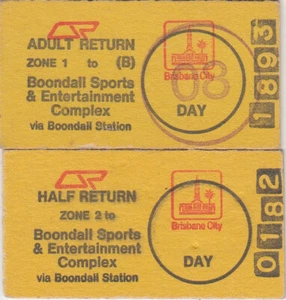 ADULT RETURN
ZONE 1 to (B)
Boondall Sports
& Entertainment
Complex
via Boondall Station
Brisbane City
08
DAY
1893
HALF RETURN
ZONE 2 to
Boondall Sports
& Entertainment
Complex
via Boondall Station
Brisbane City
DAY
0182